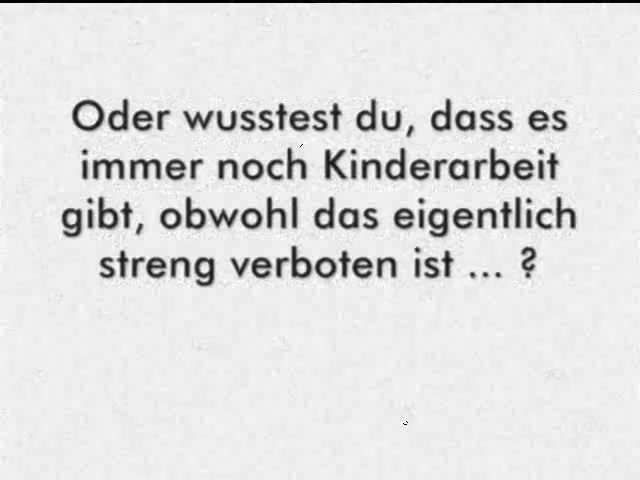 Oder wusstest du, dass es
immer noch Kinderarbeit
gibt, obwohl das eigentlich
streng verboten ist ... ?